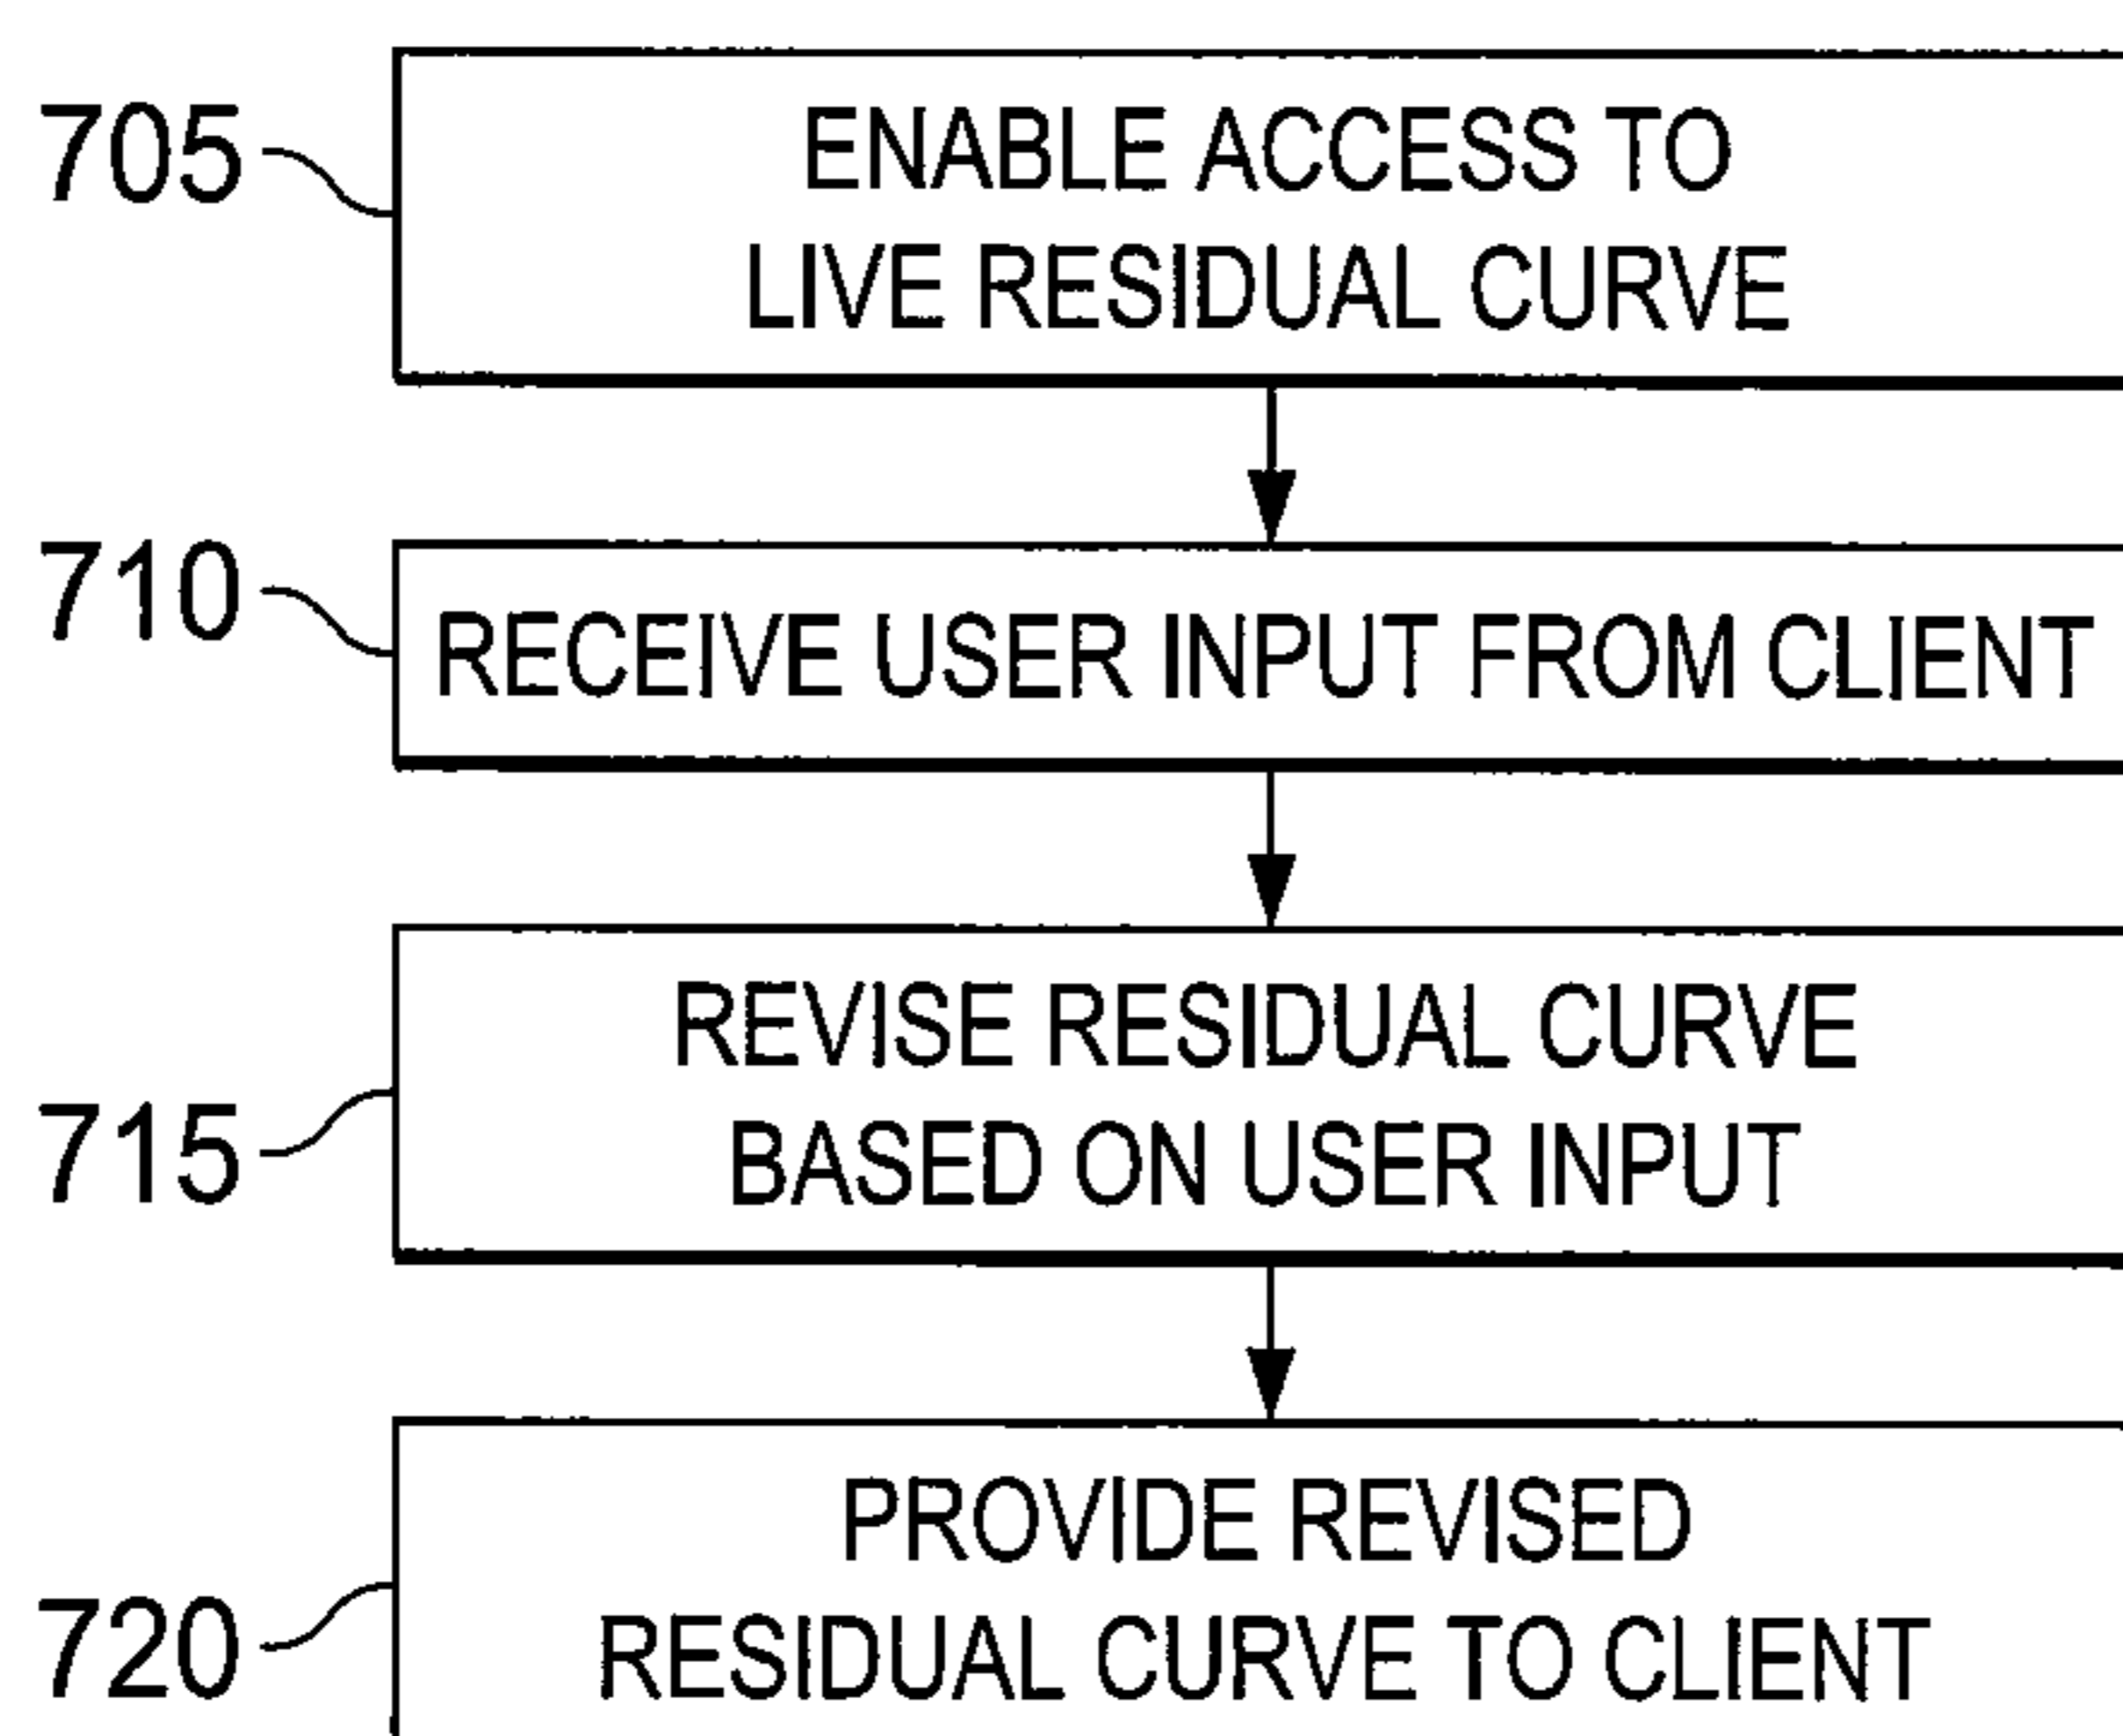 705
ENABLE ACCESS TO
LIVE RESIDUAL CURVE
710
RECEIVE USER INPUT FROM CLIENT
REVISE RESIDUAL CURVE
715
BASED ON USER INPUT
PROVIDE REVISED
720
RESIDUAL CURVE TO CLIENT